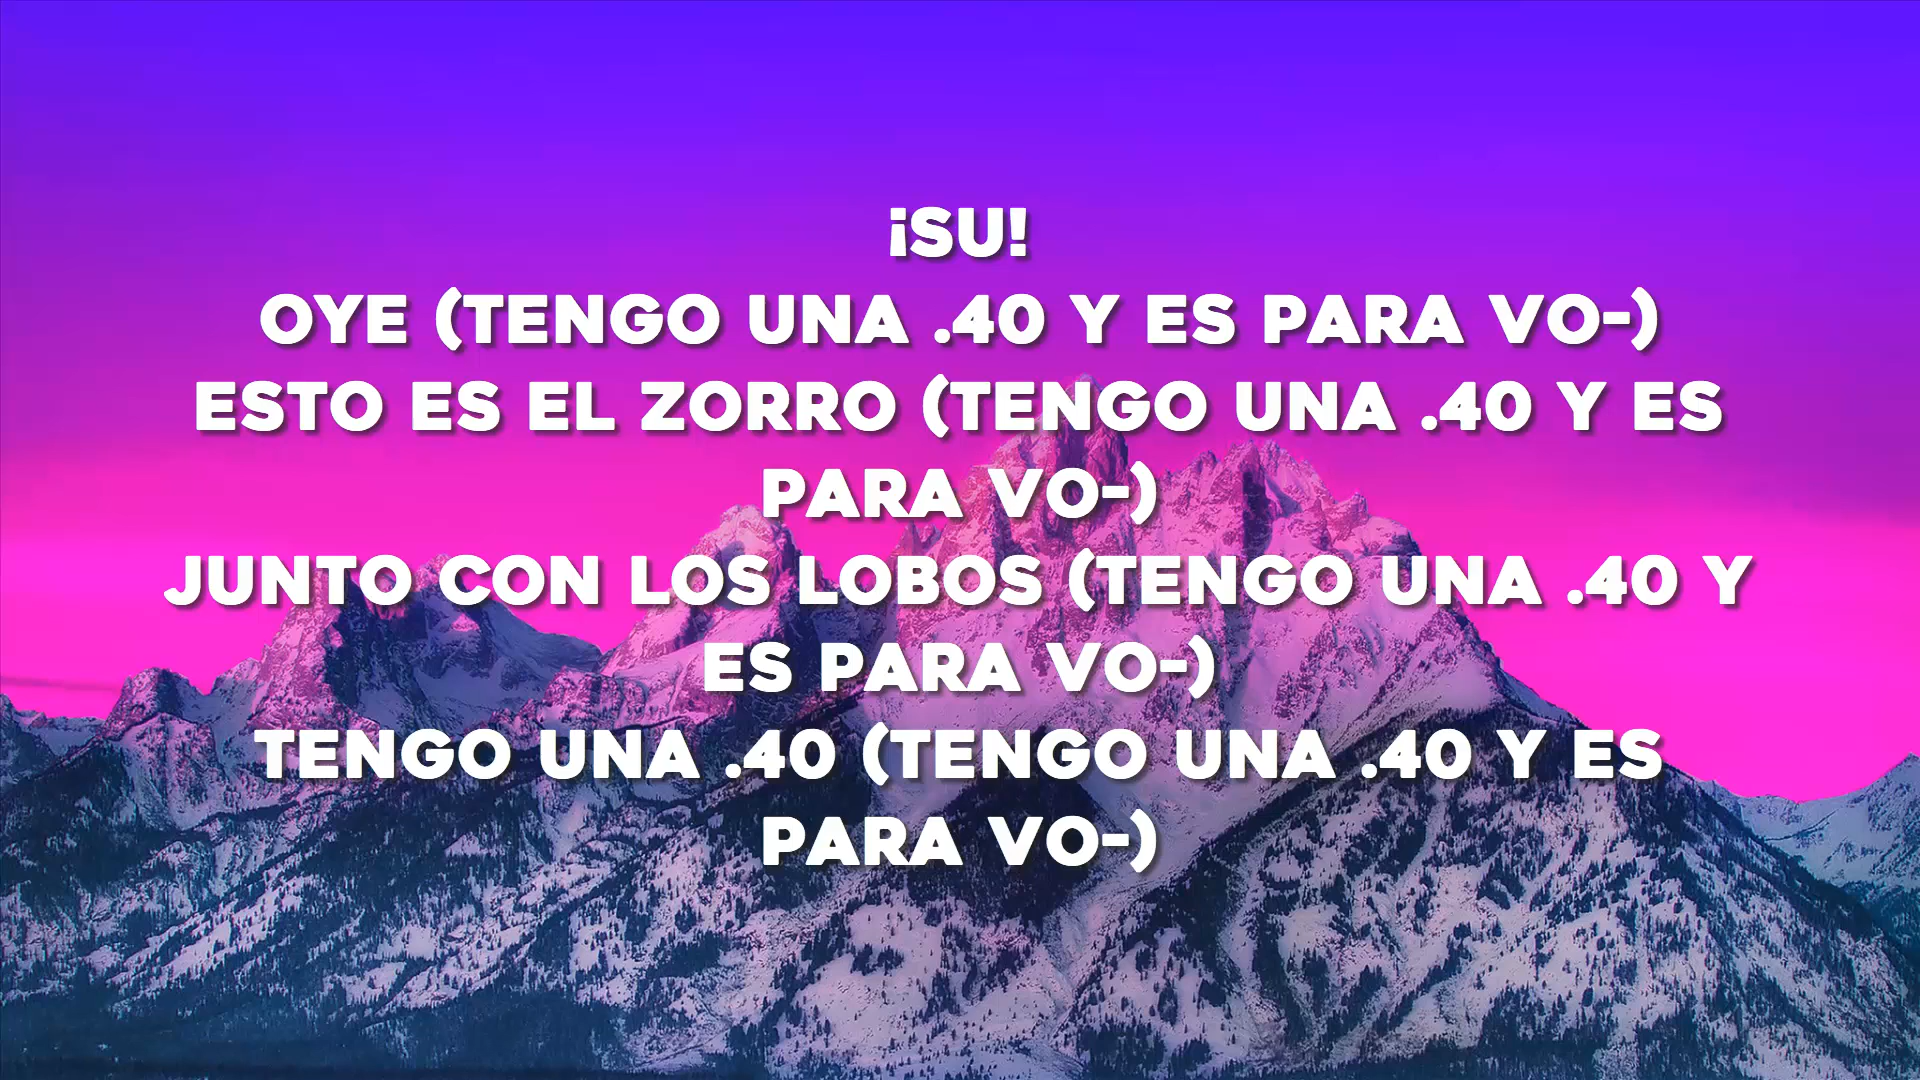 ¡SU!
OYE (TENGO UNA .40 Y ES PARA VO-)
ESTO ES EL ZORRO (TENGO UNA .40 Y ES
PARA VO-)
JUNTO CON LOS LOBOS (TENGO UNA .40 Y
ES PARA VO-)
TENGO UNA .40 (TENGO UNA .40 Y ES
PARA VO-)